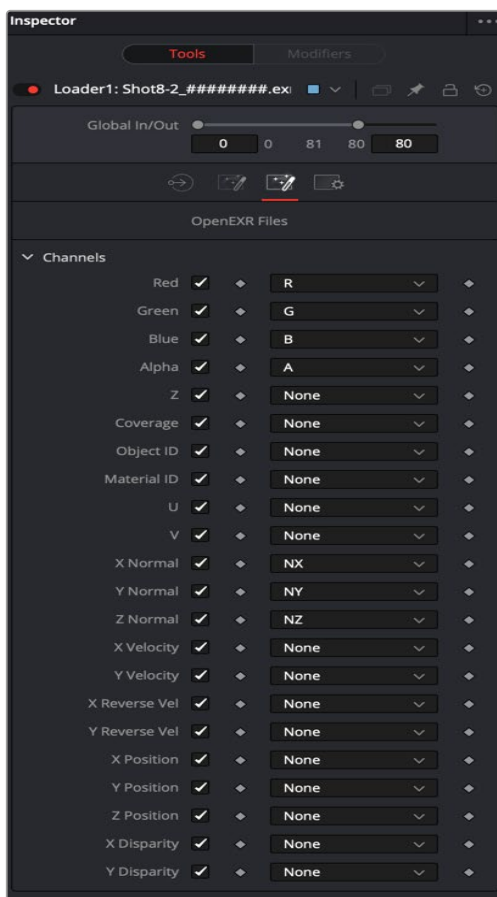 Inspector
Tools Modifiers
Loader1: Shot8-2_########.ex
Global In/Out
0 0 81 80 80
OpenEXR Files
Channels
Red R
Green G
Blue B
Alpha A
Z None
Coverage None
Object ID None
Material ID None
U None
V None
X Normal NX
Y Normal NY
Z Normal NZ
X Velocity None
Y Velocity None
X Reverse Vel None
Y Reverse Vel None
X Position None
Y Position None
Z Position None
X Disparity None
Y Disparity None